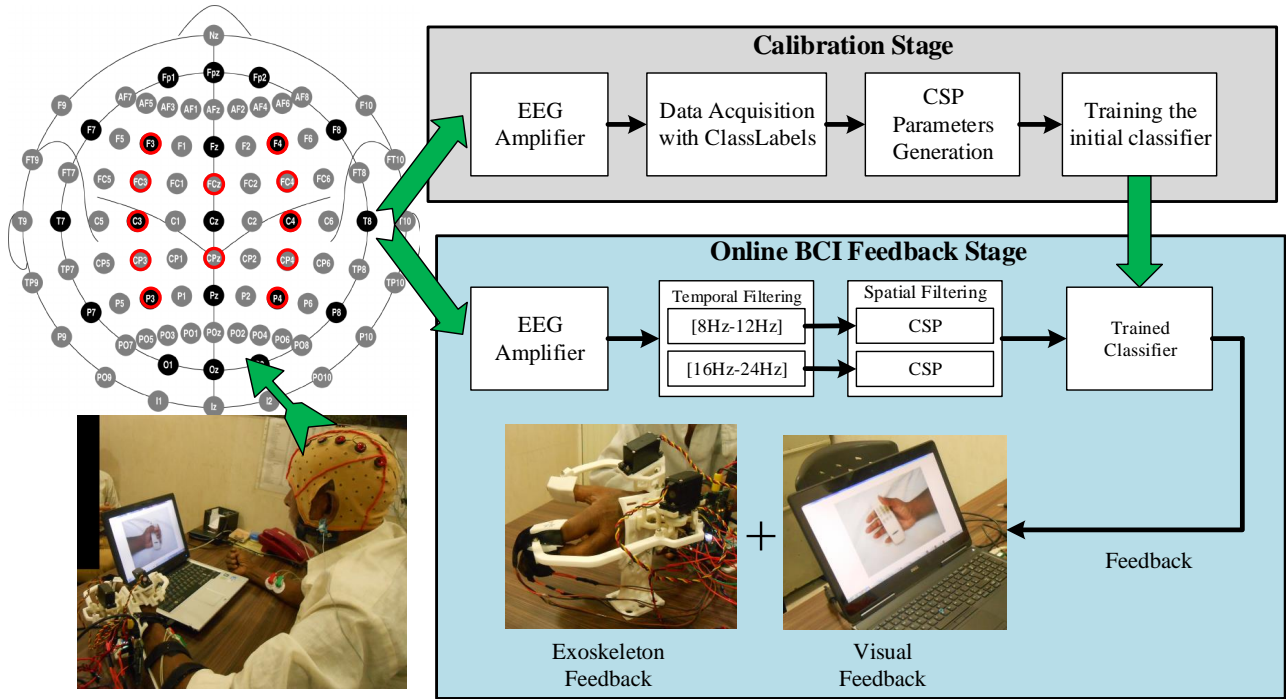 Nz
Fp1 Fpz Fp2
AF7 AF5 AF3 AF1 AFz AF2 AF4 AF6 AF8
F9 F7 F5 F3 F1 Fz F2 F4 F6 F8 F10
FT9 FT7 FC5 FC3 FC1 FCz FC2 FC4 FC6 FT8 FT10
T9 T7 C5 C3 C1 Cz C2 C4 C6 T8 T10
TP9 TP7 CP5 CP3 CP1 CPz CP2 CP4 CP6 TP8 TP10
P9 P7 P5 P3 P1 Pz P2 P4 P6 P8 P10
PO9 PO7 PO5 PO3 PO1 POz PO2 PO4 PO6 PO8 PO10
O1 Oz
I1 Iz I2
Calibration Stage
EEG
Amplifier
Data Acquisition
with ClassLabels
CSP
Parameters
Generation
Training the
initial classifier
Online BCI Feedback Stage
EEG
Amplifier
Temporal Filtering
[8Hz-12Hz]
[16Hz-24Hz]
Spatial Filtering
CSP
CSP
Trained
Classifier
+
Feedback
Exoskeleton
Feedback
Visual
Feedback